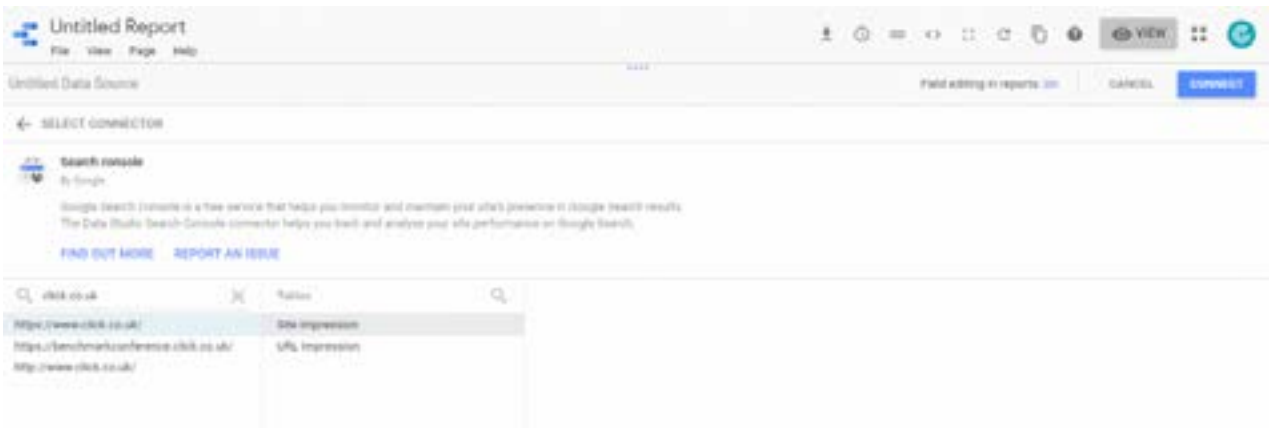 Untitled Report
File View Page Help
VIEW
Untitled Data Source
Field editing in reports: On
CANCEL
CONNECT
SELECT CONNECTOR
Search console
By Google
Google Search Console is a free service that helps you monitor and maintain your site's presence in Google Search results.
The Data Studio Search Console connector helps you track and analyse your site performance on Google Search.
FIND OUT MORE REPORT AN ISSUE
click.co.uk
Tables
https://www.click.co.uk/
Site Impression
https://benchmarkconference.click.co.uk/
URL Impression
http://www.click.co.uk/